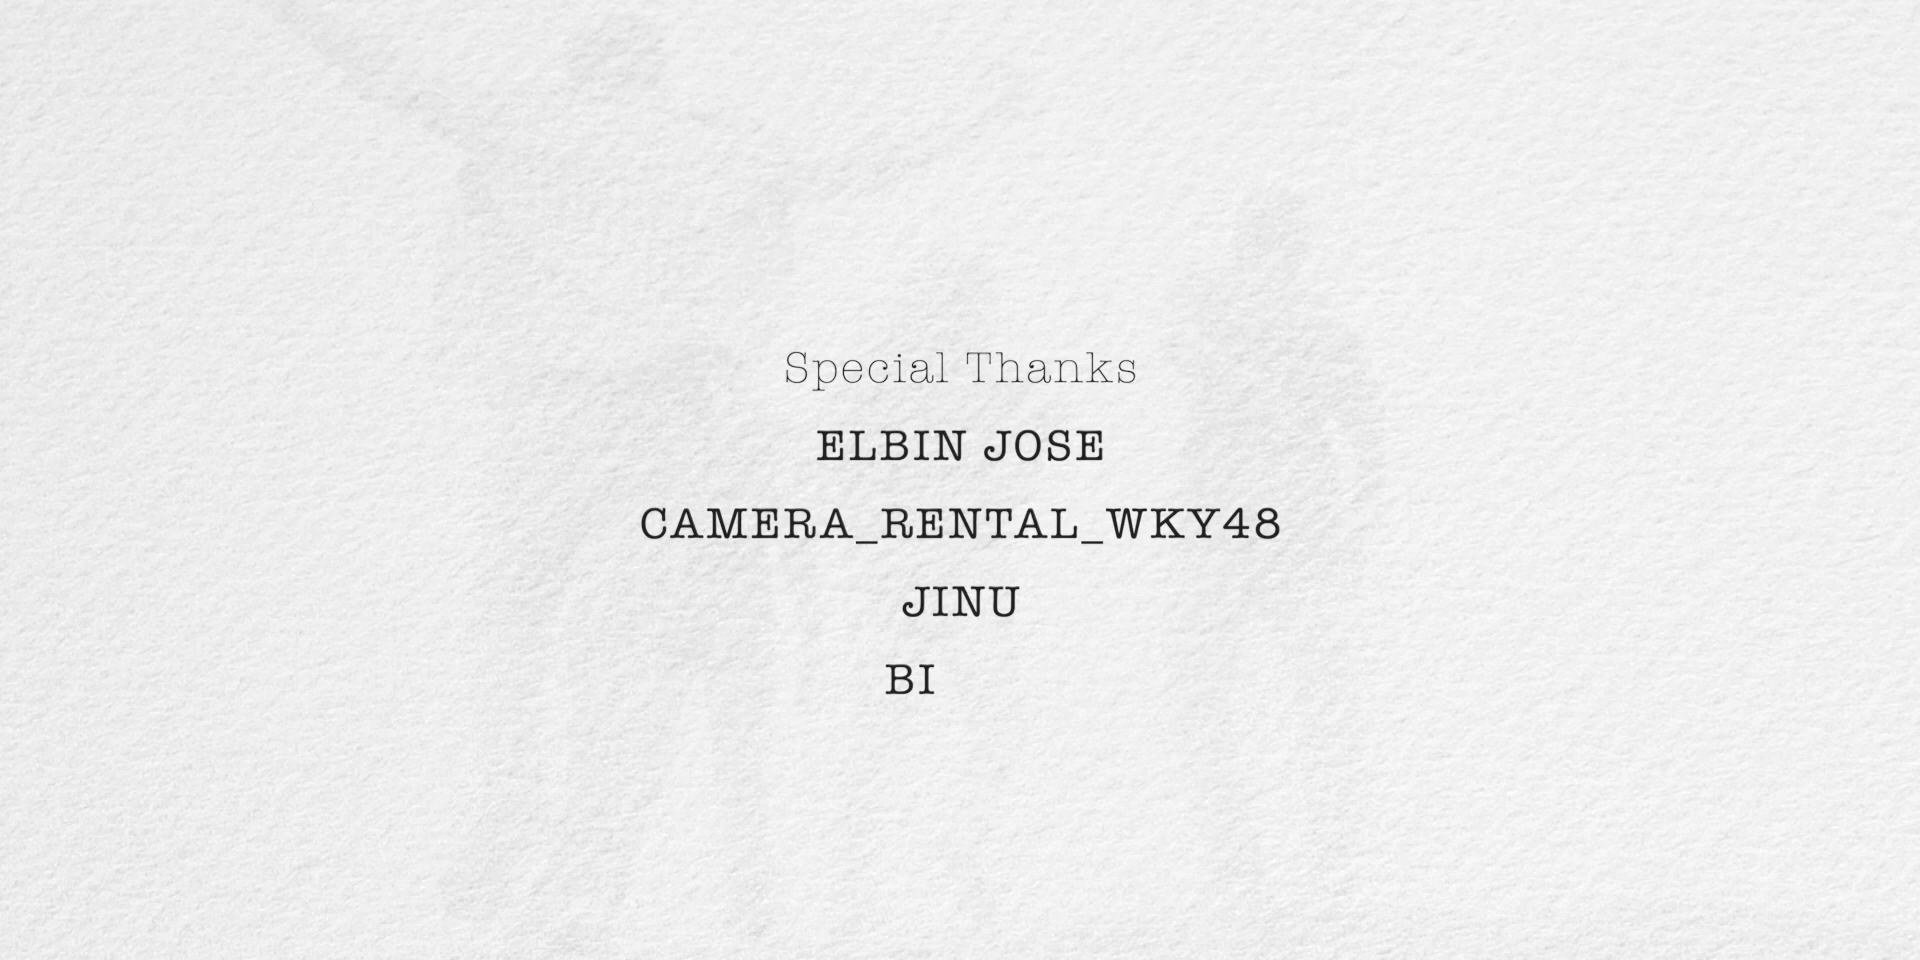 Special Thanks
ELBIN JOSE
CAMERA_RENTAL_WKY48
JINU
BI